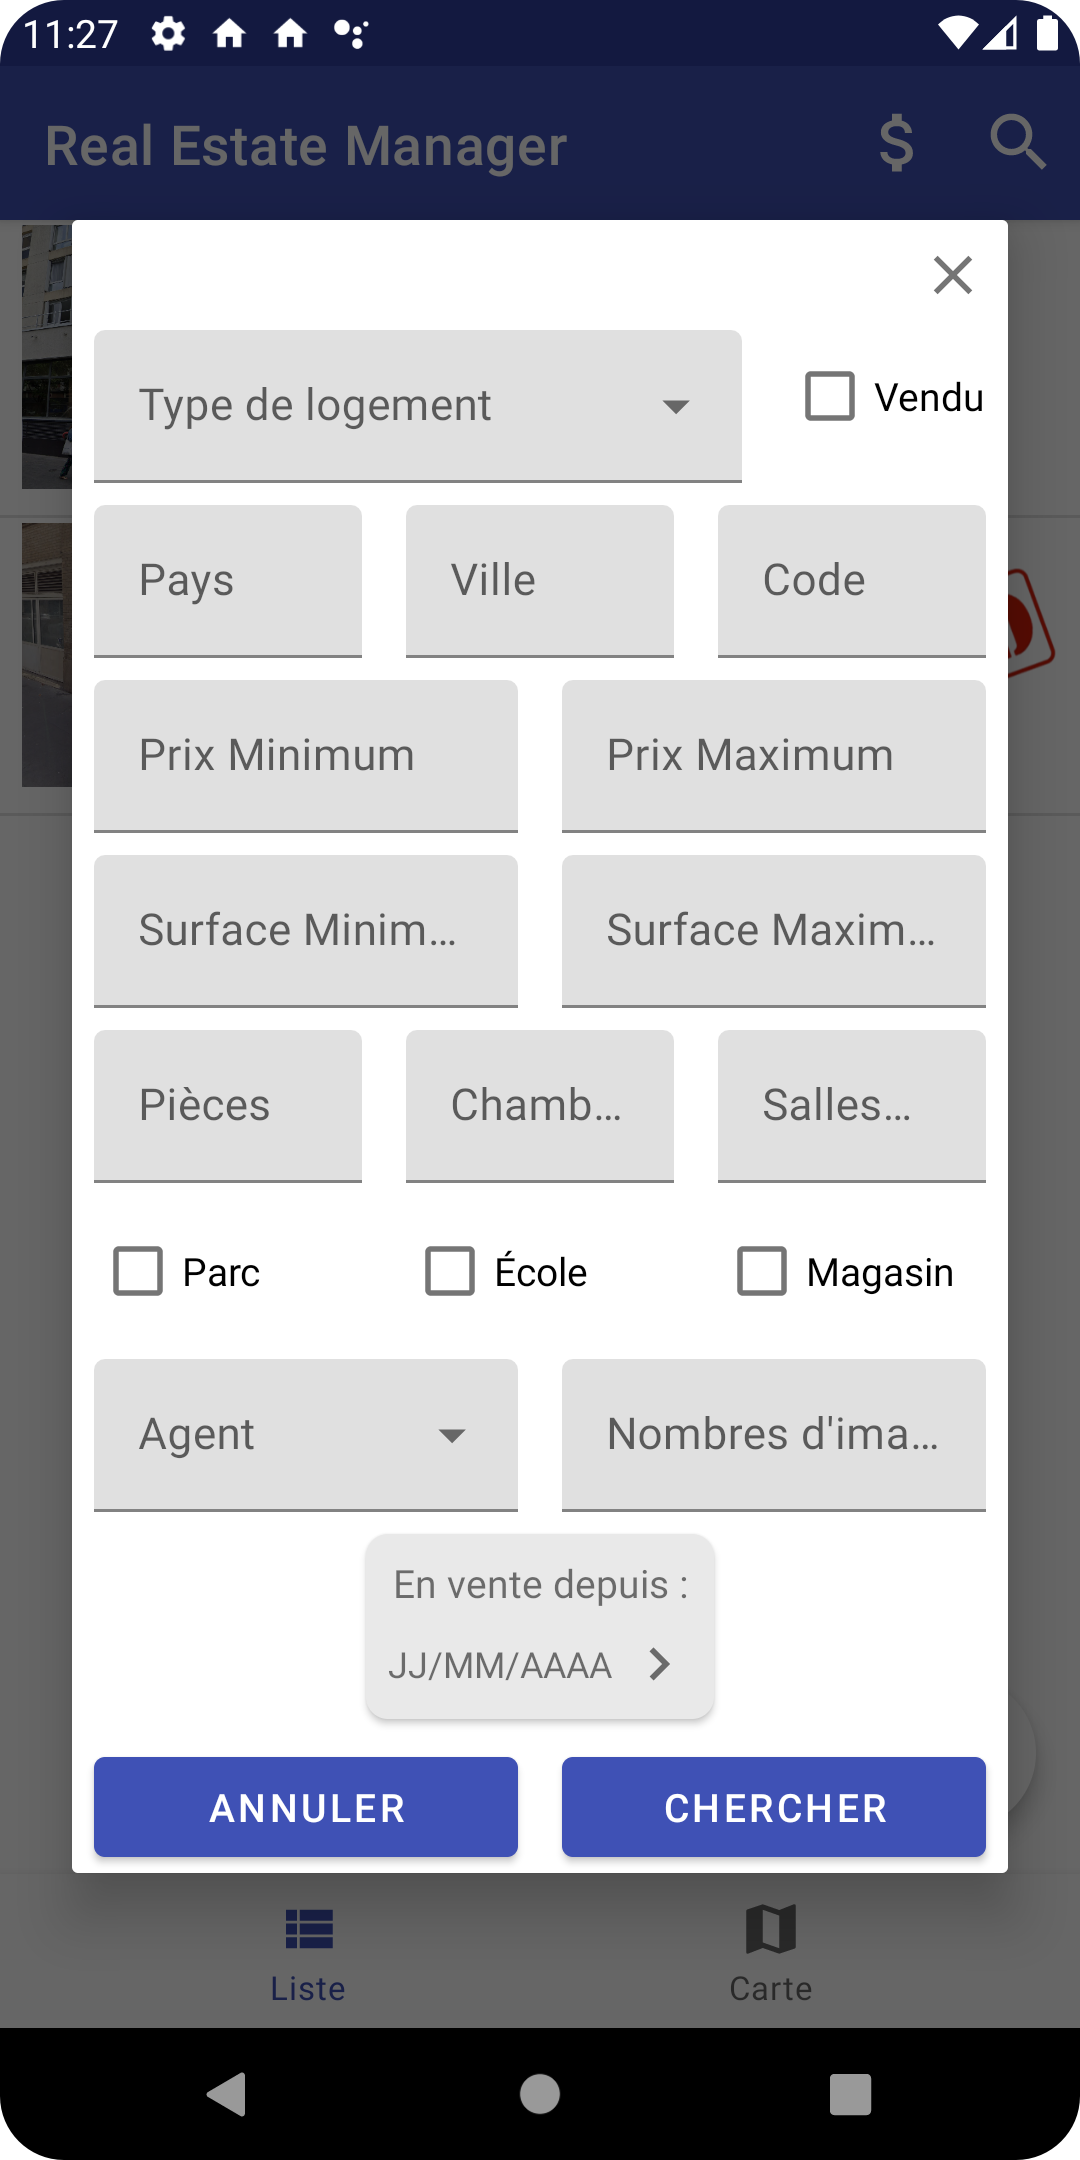 11:27
Real Estate Manager
Type de logement
Vendu
Pays
Ville
Code
Prix Minimum
Prix Maximum
Surface Minim...
Surface Maxim...
Pièces
Chamb...
Salles...
Parc
École
Magasin
Agent
Nombres d'ima...
En vente depuis :
JJ/MM/AAAA
ANNULER
CHERCHER
Liste
Carte